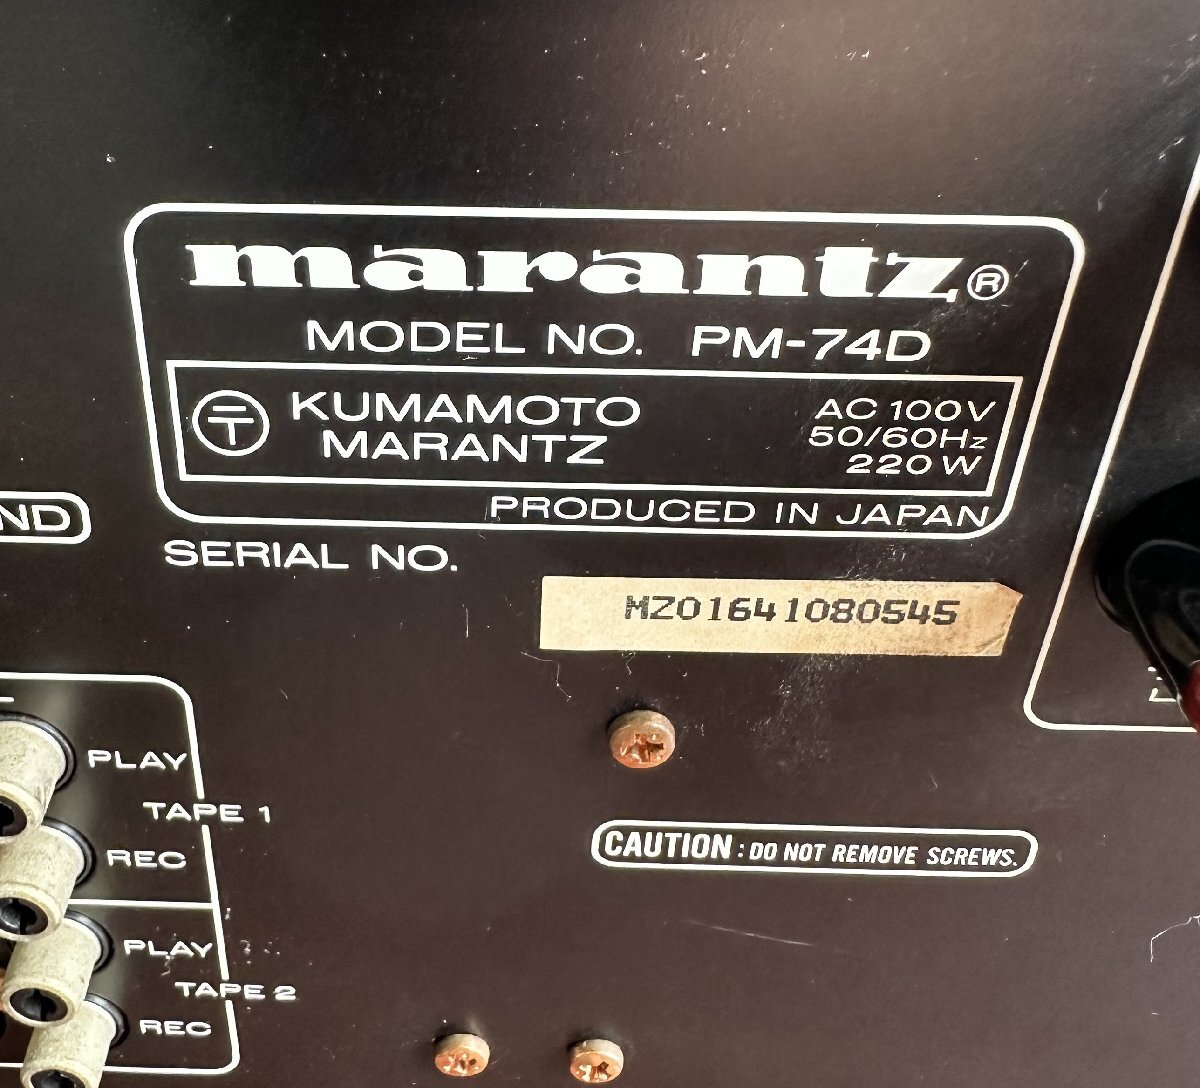 marantz®
MODEL NO. PM-74D
KUMAMOTO
MARANTZ
AC 100V
50/60Hz
220 W
PRODUCED IN JAPAN
ND
SERIAL NO.
MZ01641080545
PLAY
TAPE 1
REC
PLAY
TAPE 2
REC
CAUTION : DO NOT REMOVE SCREWS.